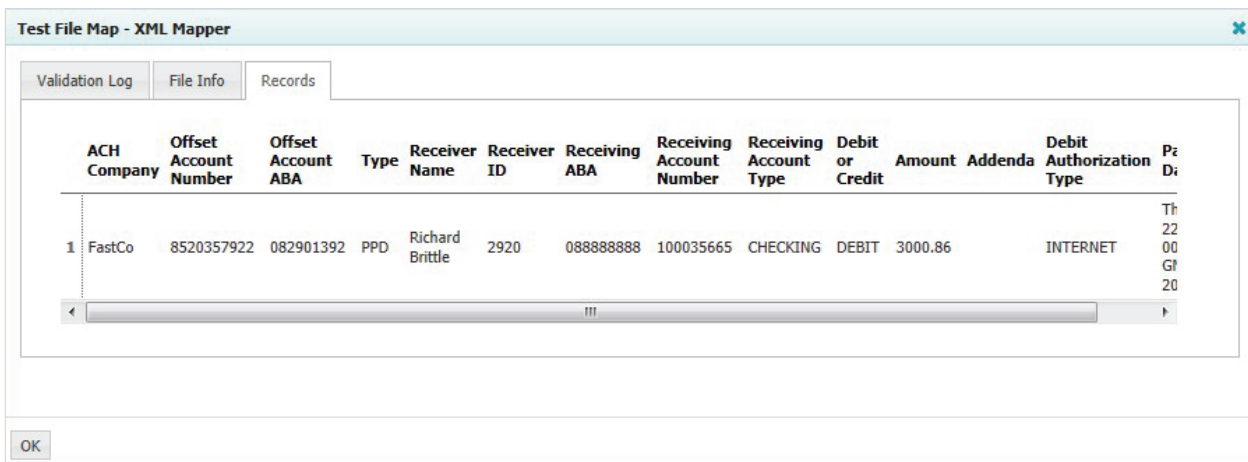 Test File Map - XML Mapper
Validation Log File Info Records
ACH Company Offset Account Number Offset Account ABA Type Receiver Name Receiver ID Receiving ABA Receiving Account Number Receiving Account Type Debit or Credit Amount Addenda Debit Authorization Type
1 FastCo 8520357922 082901392 PPD Richard Brittle 2920 088888888 100035665 CHECKING DEBIT 3000.86 INTERNET
OK